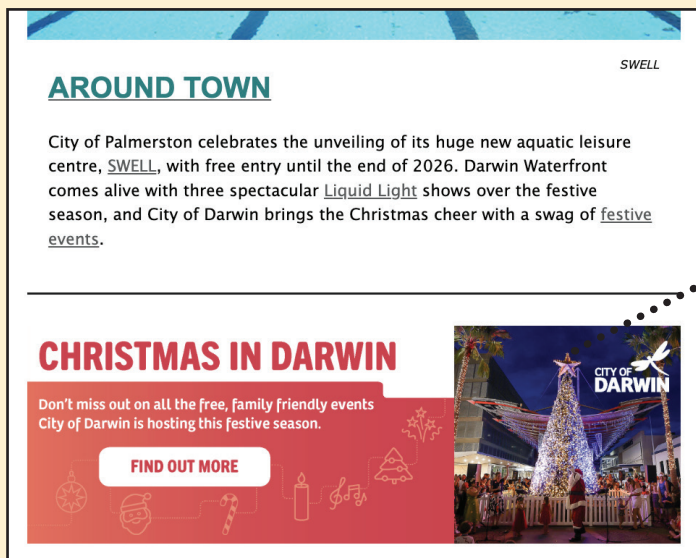 SWELL
AROUND TOWN
City of Palmerston celebrates the unveiling of its huge new aquatic leisure
centre, SWELL, with free entry until the end of 2026. Darwin Waterfront
comes alive with three spectacular Liquid Light shows over the festive
season, and City of Darwin brings the Christmas cheer with a swag of festive
events.
CHRISTMAS IN DARWIN
Don't miss out on all the free, family friendly events
City of Darwin is hosting this festive season.
FIND OUT MORE
CITY OF
DARWIN